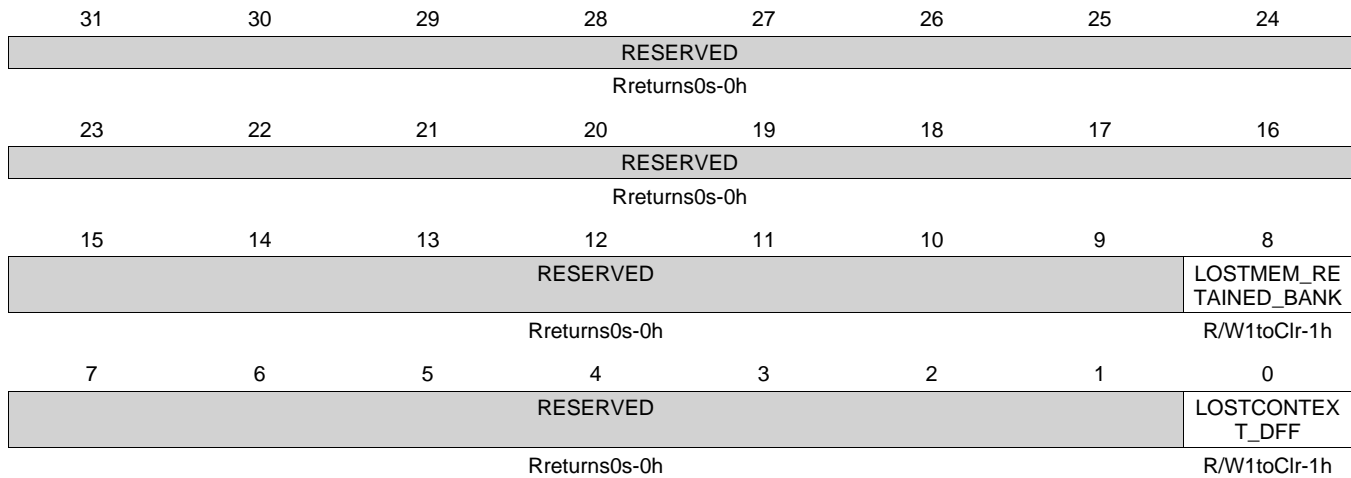 31 30 29 28 27 26 25 24
RESERVED
Rreturns0s-0h
23 22 21 20 19 18 17 16
RESERVED
Rreturns0s-0h
15 14 13 12 11 10 9 8
RESERVED LOSTMEM_RE
TAINED_BANK
Rreturns0s-0h R/W1toClr-1h
7 6 5 4 3 2 1 0
RESERVED LOSTCONTEX
T_DFF
Rreturns0s-0h R/W1toClr-1h